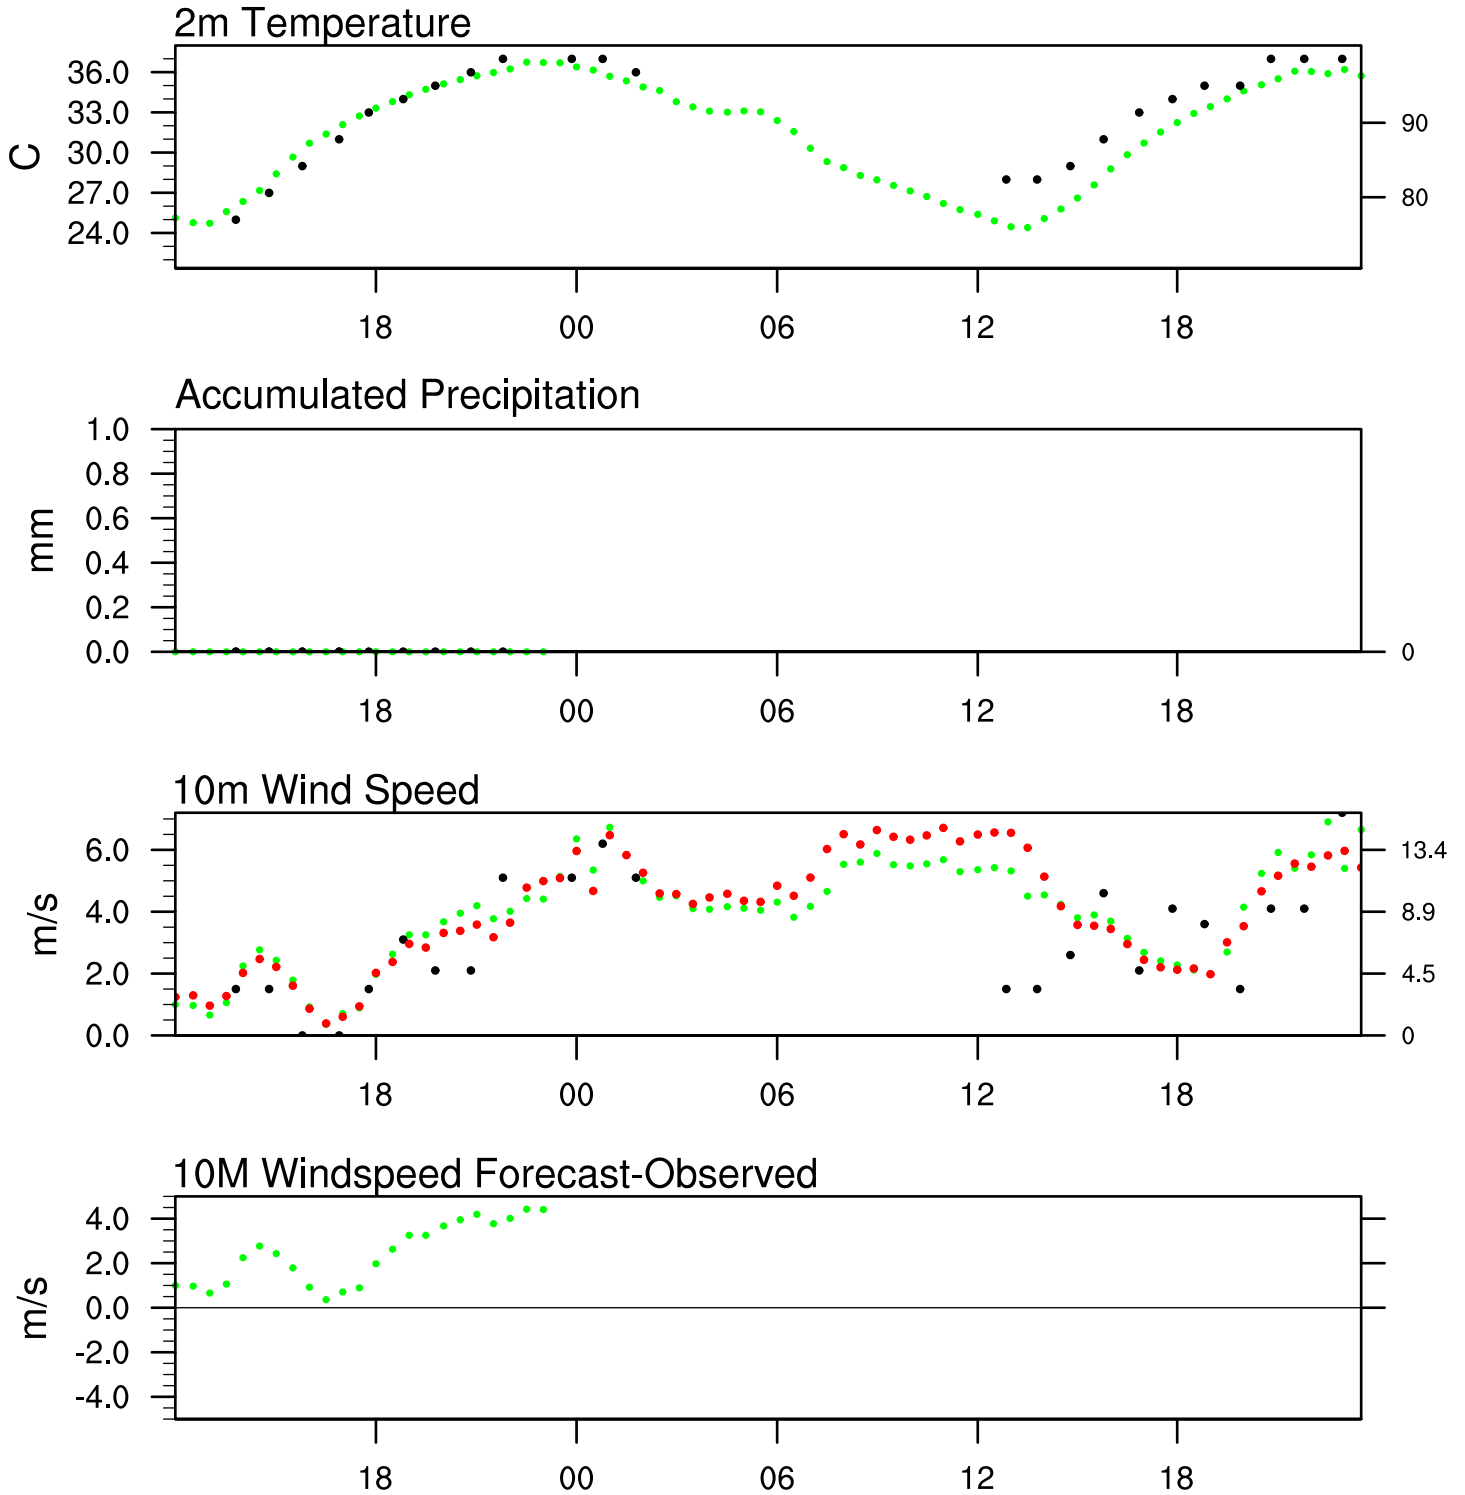 2m Temperature
36.0
33.0
30.0
27.0
24.0
C
90
80
18 00 06 12 18
Accumulated Precipitation
1.0
0.8
0.6
0.4
0.2
0.0
mm
0
18 00 06 12 18
10m Wind Speed
6.0
4.0
2.0
0.0
m/s
13.4
8.9
4.5
0
18 00 06 12 18
10M Windspeed Forecast-Observed
4.0
2.0
0.0
-2.0
-4.0
m/s
18 00 06 12 18